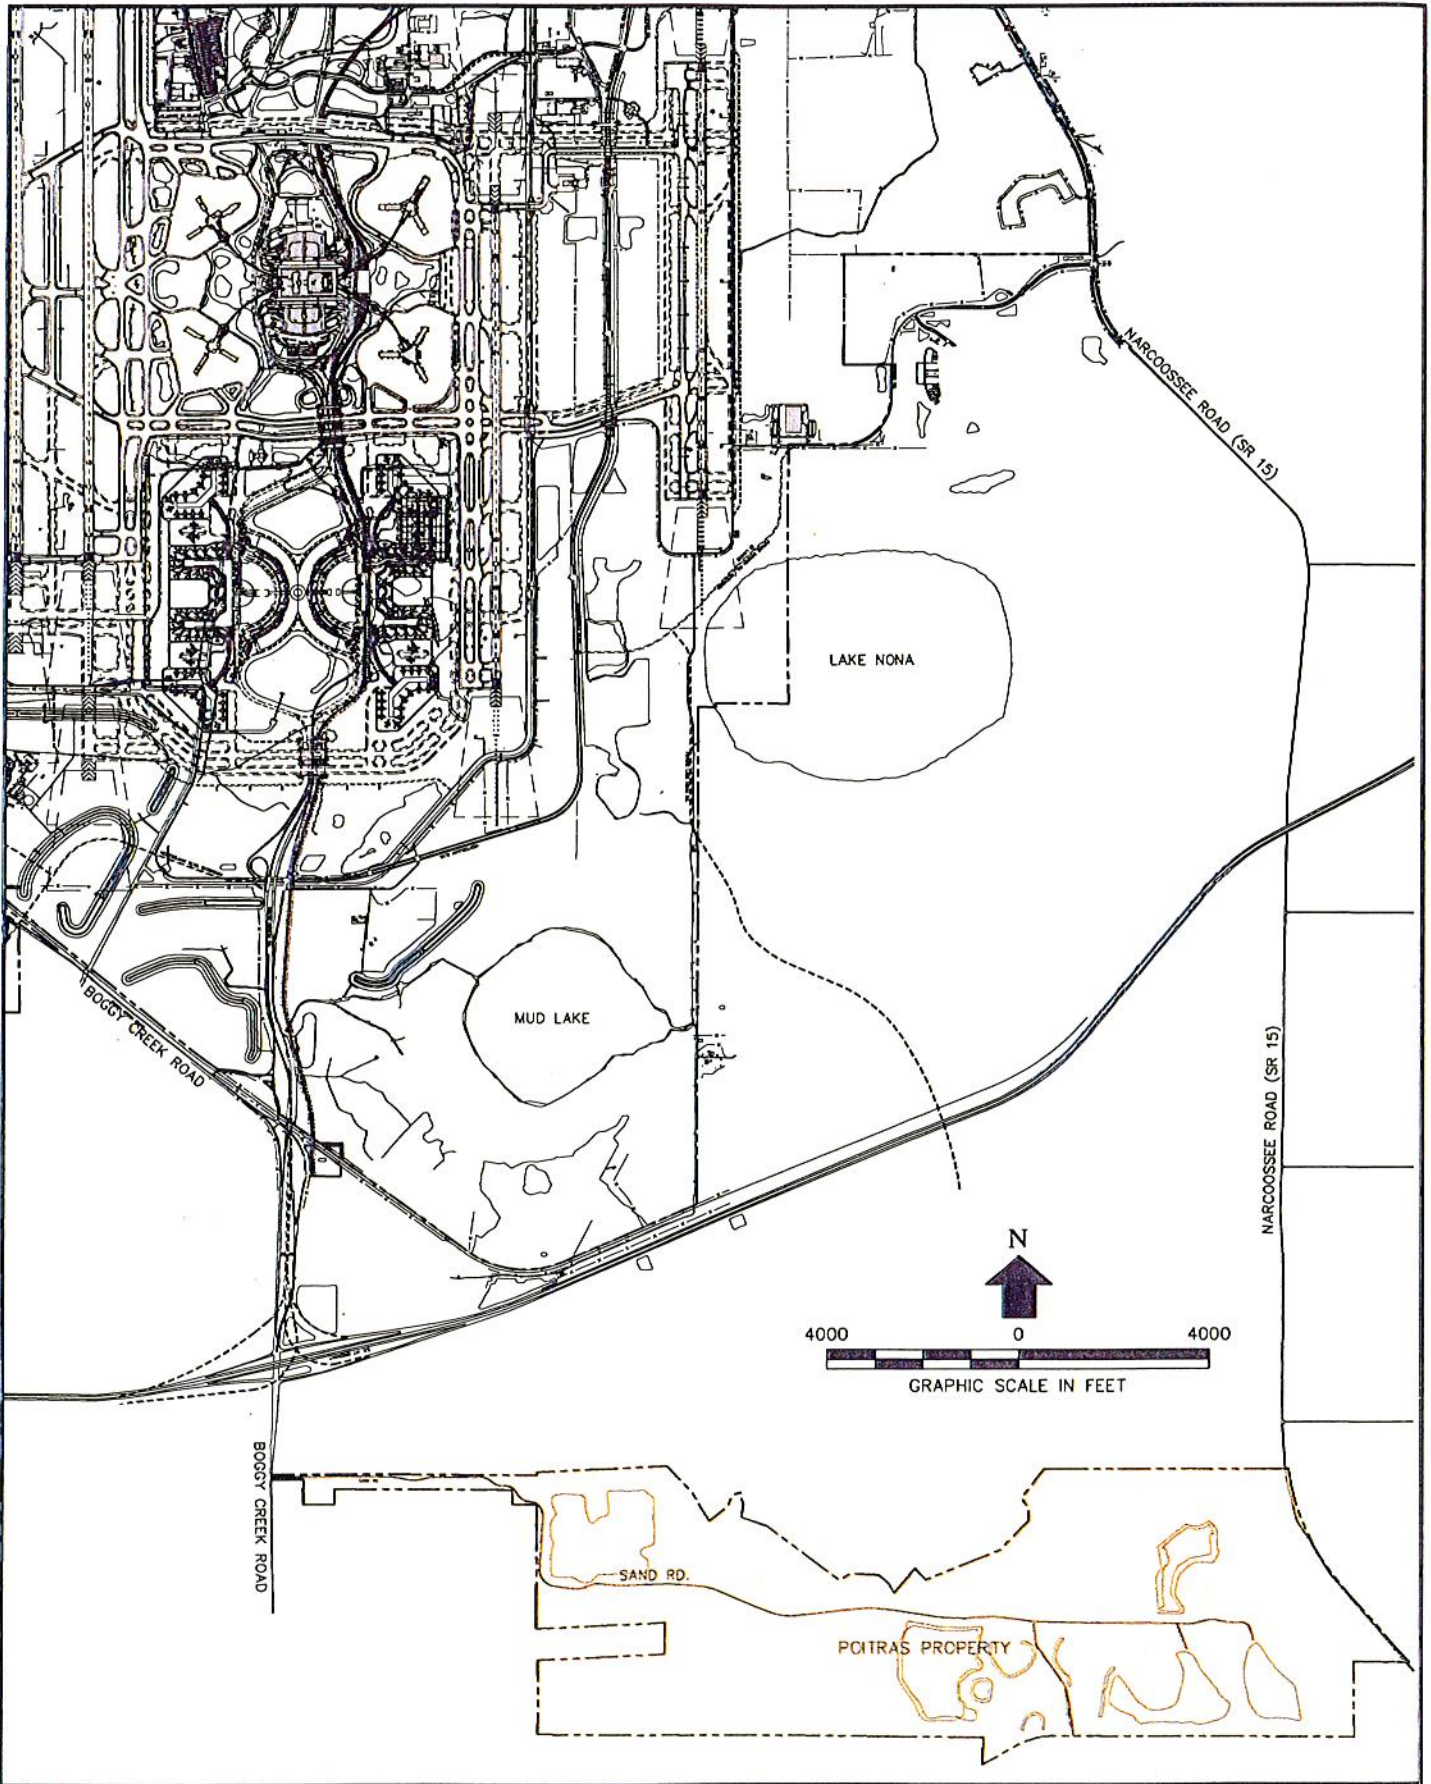 NARCOOSSEE ROAD (SR 15)
LAKE NONA
BOGGY CREEK ROAD
MUD LAKE
NARCOOSSEE ROAD (SR 15)
N
4000 0 4000
GRAPHIC SCALE IN FEET
BOGGY CREEK ROAD
SAND RD.
POITRAS PROPERTY